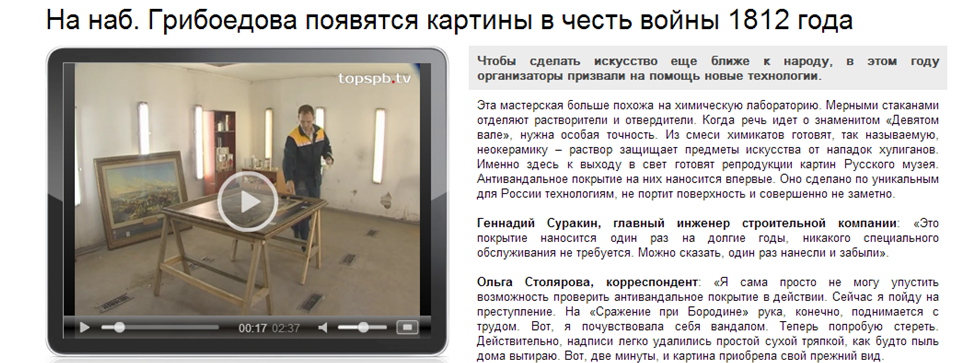 На наб. Грибоедова появятся картины в честь войны 1812 года
topspb.tv
00:17 02:37
Чтобы сделать искусство еще ближе к народу, в этом году
организаторы призвали на помощь новые технологии.
Эта мастерская больше похожа на химическую лабораторию. Мерными стаканами
отделяют растворители и отвердители. Когда речь идет о знаменитом «Девятом
вале», нужна особая точность. Из смеси химикатов готовят, так называемую,
неокерамику – раствор защищает предметы искусства от нападок хулиганов.
Именно здесь к выходу в свет готовят репродукции картин Русского музея.
Антивандальное покрытие на них наносится впервые. Оно сделано по уникальным
для России технологиям, не портит поверхность и совершенно не заметно.
Геннадий Суракин, главный инженер строительной компании: «Это
покрытие наносится один раз на долгие годы, никакого специального
обслуживания не требуется. Можно сказать, один раз нанесли и забыли».
Ольга Столярова, корреспондент: «Я сама просто не могу упустить
возможность проверить антивандальное покрытие в действии. Сейчас я пойду на
преступление. На «Сражение при Бородине» рука, конечно, поднимается с
трудом. Вот, я почувствовала себя вандалом. Теперь попробую стереть.
Действительно, надписи легко удалились простой сухой тряпкой, как будто пыль
дома вытираю. Вот, две минуты, и картина приобрела свой прежний вид.